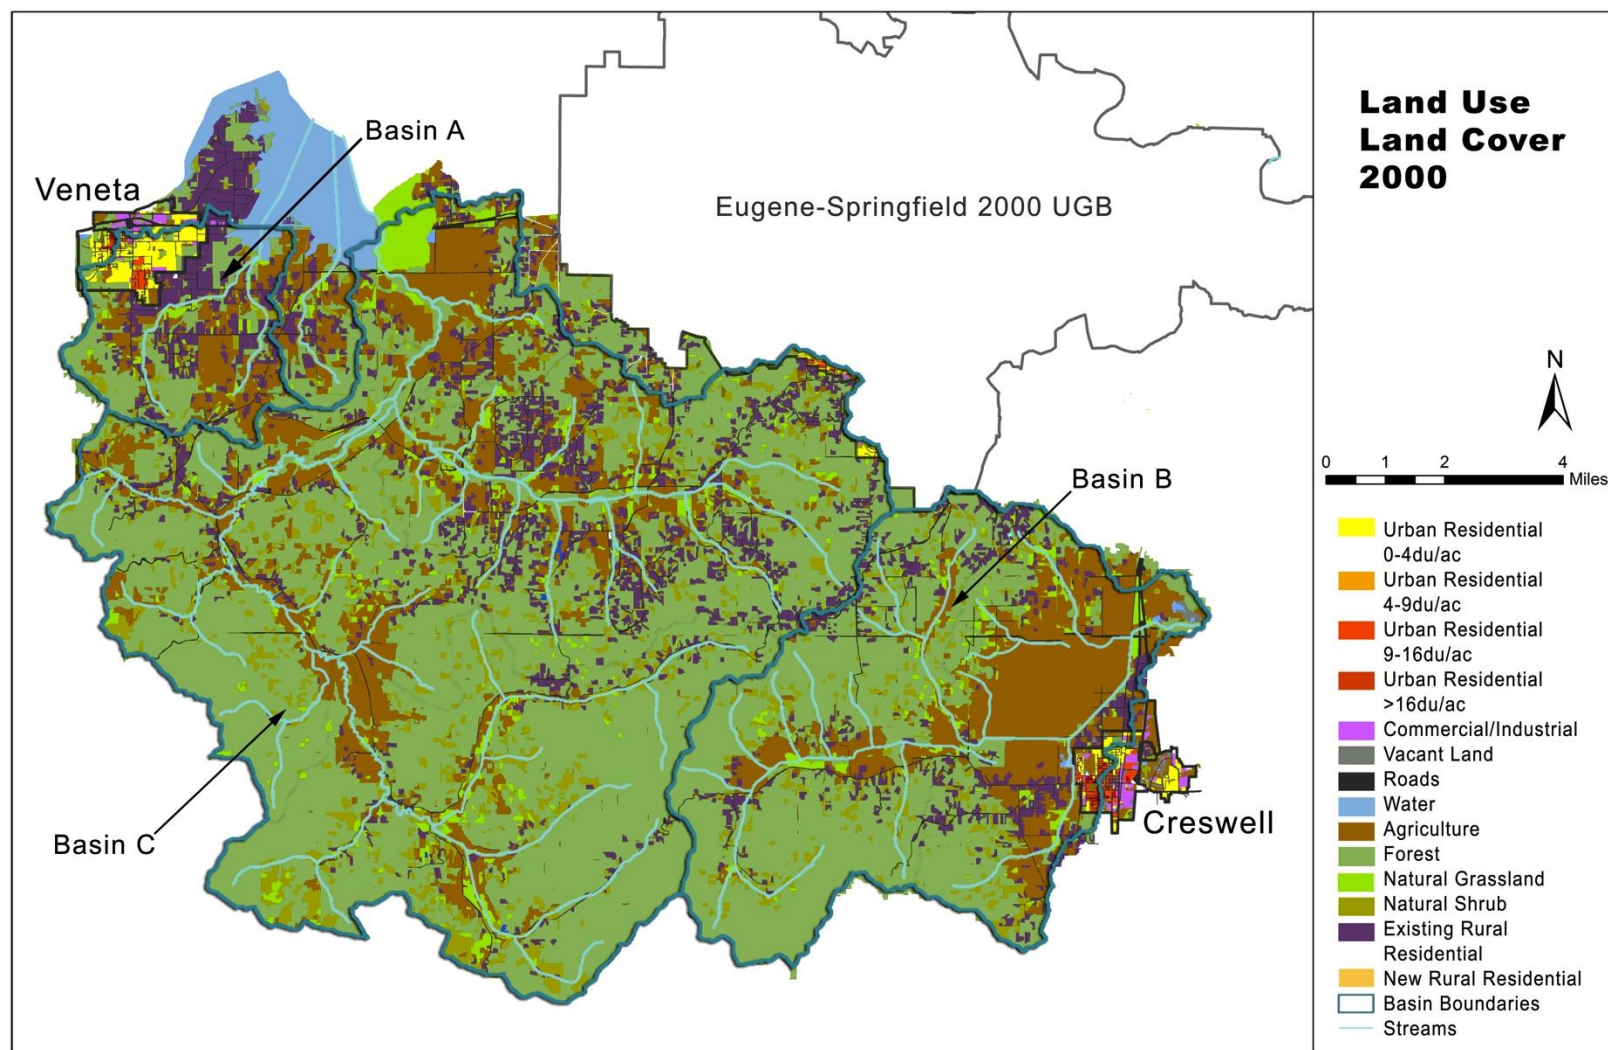 Land Use
Land Cover
2000
Basin A
Veneta
Eugene-Springfield 2000 UGB
N
0 1 2 4
Miles
Basin B
Basin C
Creswell
Urban Residential
0-4du/ac
Urban Residential
4-9du/ac
Urban Residential
9-16du/ac
Urban Residential
>16du/ac
Commercial/Industrial
Vacant Land
Roads
Water
Agriculture
Forest
Natural Grassland
Natural Shrub
Existing Rural
Residential
New Rural Residential
Basin Boundaries
Streams